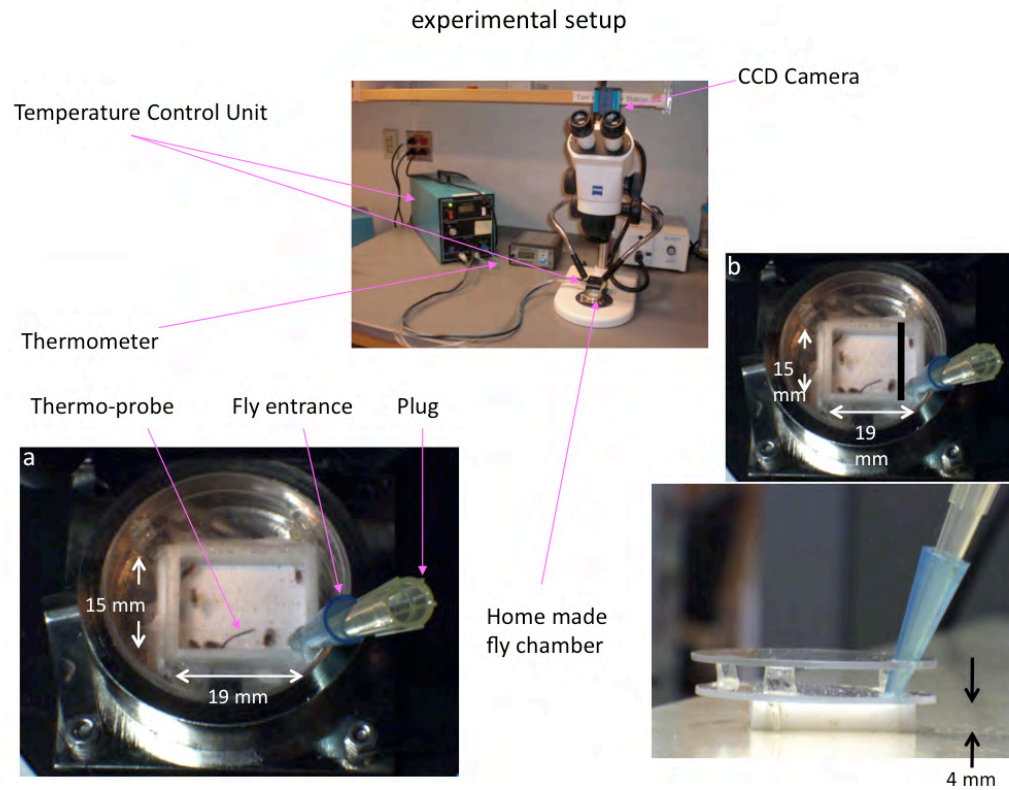 experimental setup
CCD Camera
Temperature Control Unit
Thermometer
Thermo-probe
Fly entrance
Plug
b
15
mm
19
mm
a
15 mm
19 mm
Home made
fly chamber
4 mm